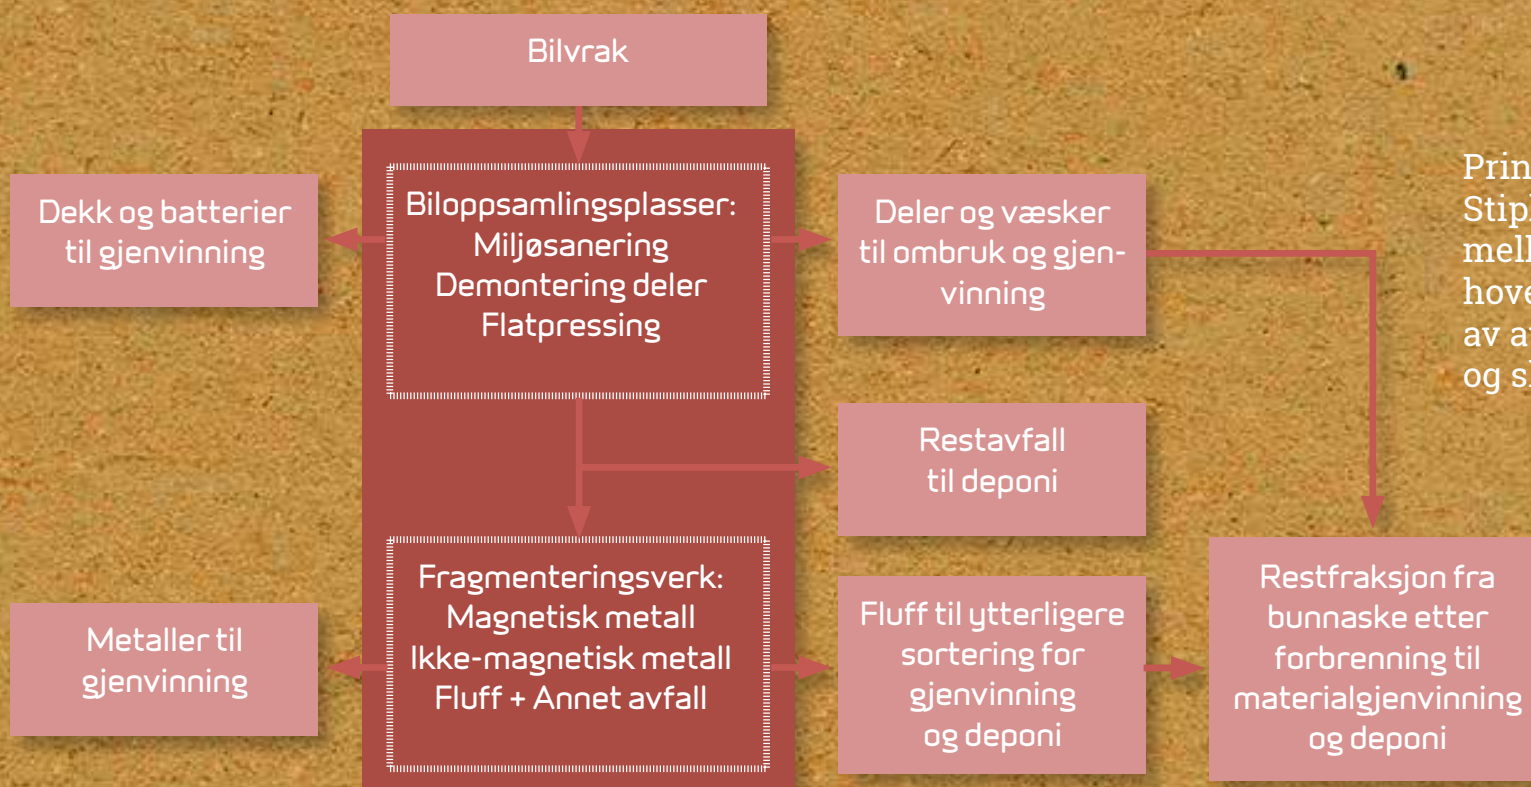 Bilvrak
Dekk og batterier
til gjenvinning
Biloppsamlingsplasser:
Miljøsanering
Demontering deler
Flatpressing
Deler og væsker
til ombruk og gjen-
vinning
Restavfall
til deponi
Metaller til
gjenvinning
Fragmenteringsverk:
Magnetisk metall
Ikke-magnetisk metall
Fluff + Annet avfall
Fluff til ytterligere
sortering for
gjenvinning
og deponi
Restfraksjon fra
bunnaske etter
forbrenning til
materialgjenvinning
og deponi
av
og